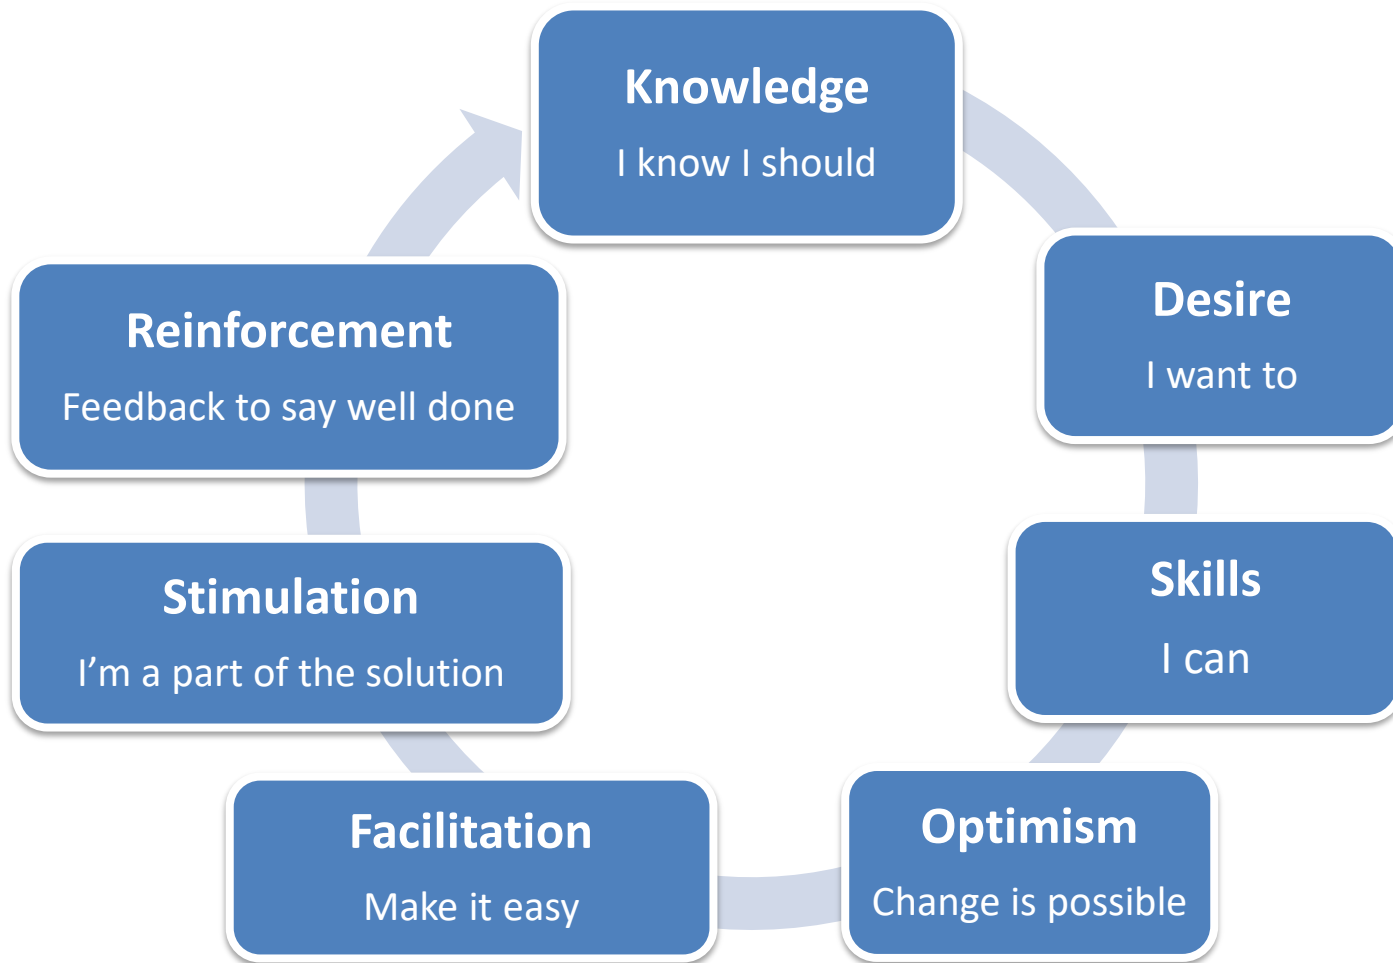 Knowledge
I know I should
Desire
I want to
Skills
I can
Optimism
Change is possible
Facilitation
Make it easy
Stimulation
I’m a part of the solution
Reinforcement
Feedback to say well done